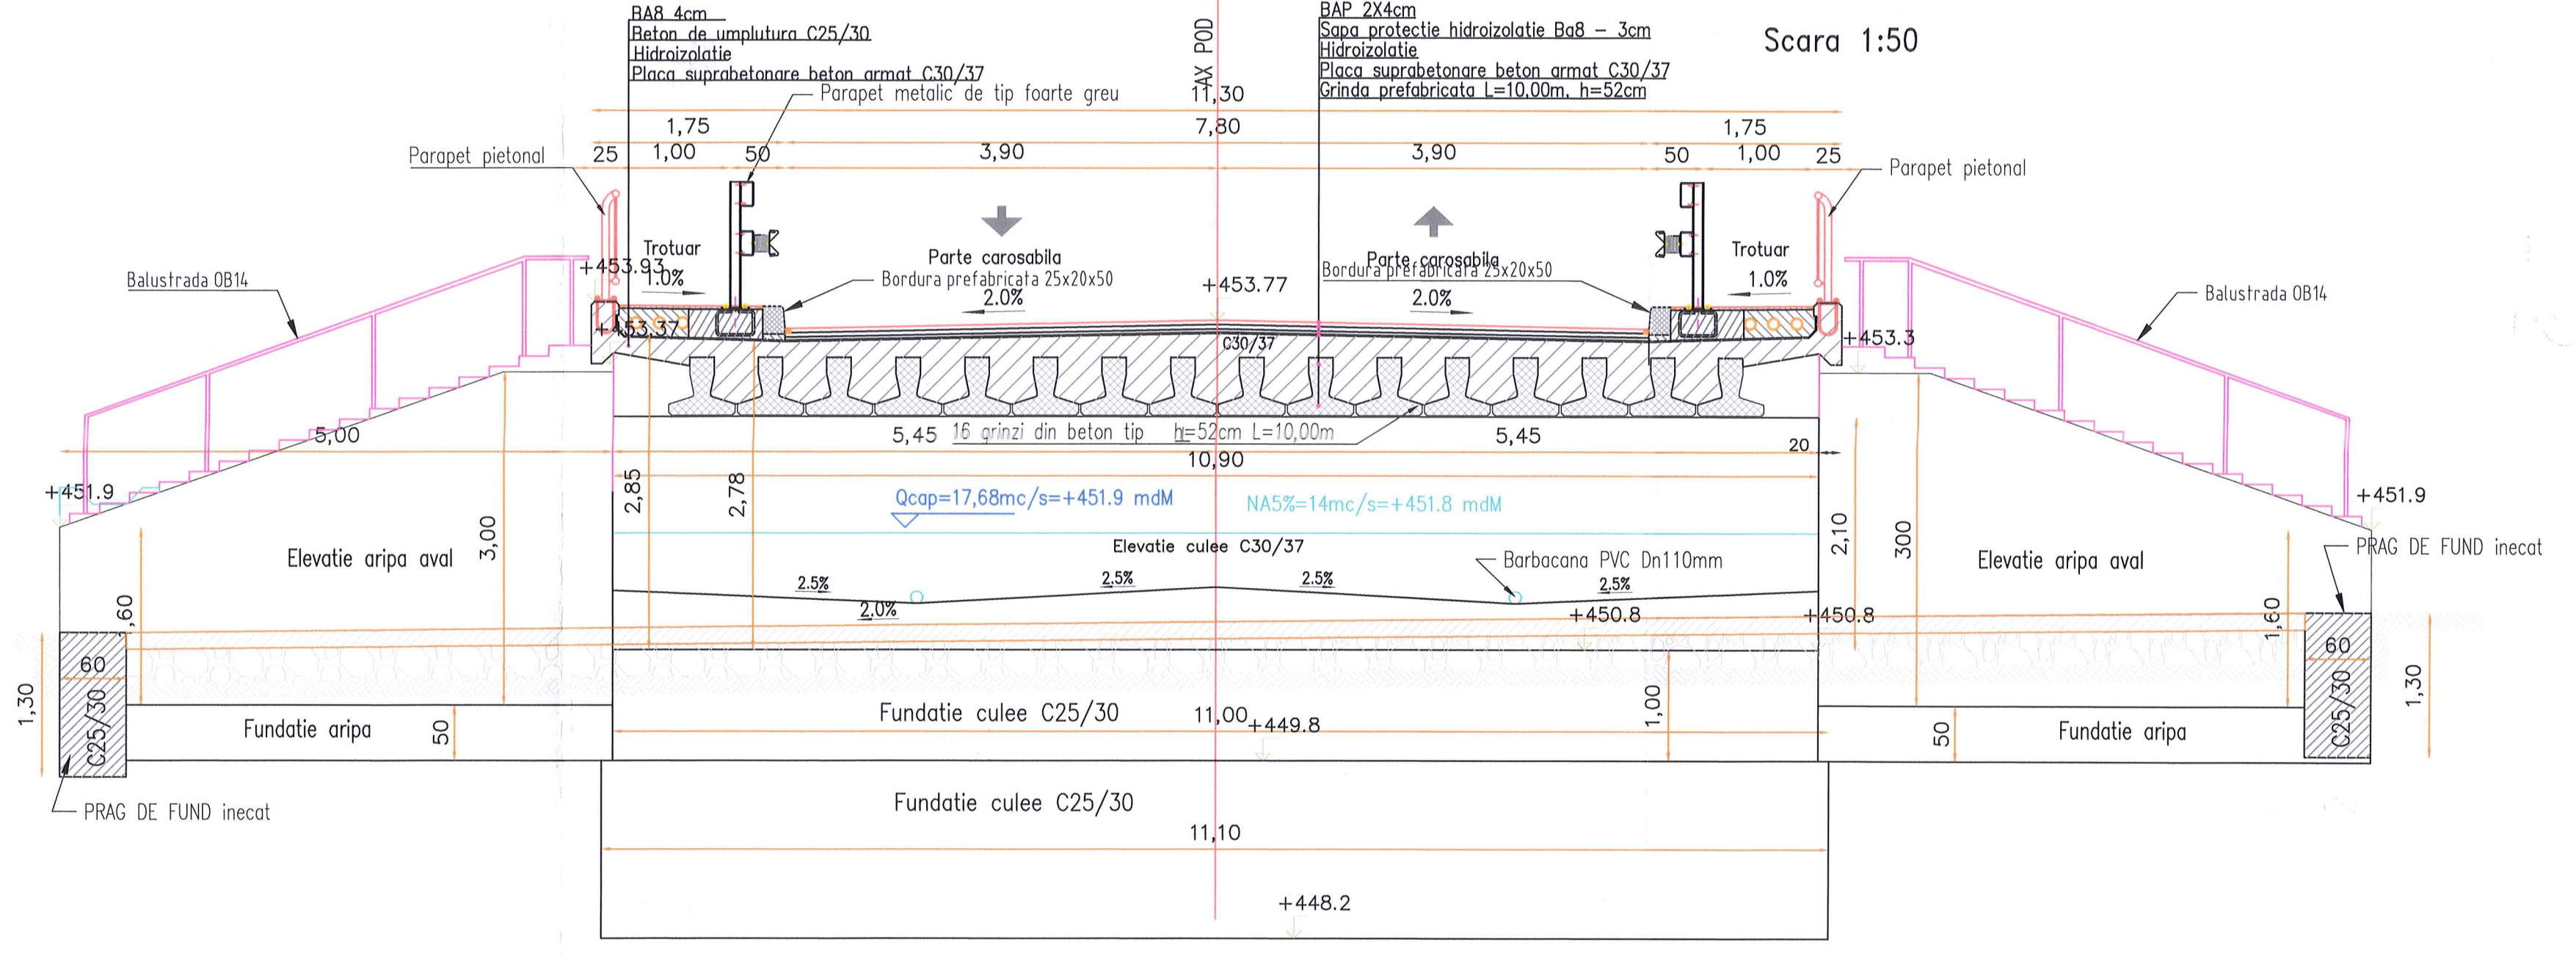 BA8 4cm
Beton de umplutura C25/30
Hidroizolatie
Placa suprabetonare beton armat C30/37
Parapet metalic de tip foarte greu
AX POD
BAP 2X4cm
Sapa protectie hidroizolatie Ba8 - 3cm
Hidroizolatie
Placa suprabetonare beton armat C30/37
Grinda prefabricata L=10,00m, h=52cm
Scara 1:50
11,30
1,75
7,80
1,75
25
1,00
50
3,90
3,90
50
1,00
25
Parapet pietonal
Parapet pietonal
Balustrada OB14
Balustrada OB14
Trotuar
1.0%
+453.93
+453.37
Parte carosabila
Bordura prefabricata 25x20x50
2.0%
+453.77
Parte carosabila
Bordura prefabricata 25x20x50
2.0%
Trotuar
1.0%
+453.3
C30/37
5,00
5,45
16 grinzi din beton tip h=52cm L=10,00m
5,45
20
10,90
+451.9
+451.9
2,85
2,78
Qcap=17,68mc/s=+451.9 mdM
NA5%=14mc/s=+451.8 mdM
Elevatie culee C30/37
Barbacana PVC Dn110mm
2,10
300
3,00
Elevatie aripa aval
Elevatie aripa aval
PRAG DE FUND inecat
2.5%
2.5%
2.5%
2.5%
2.0%
+450.8
+450.8
,60
1,60
60
60
1,30
1,30
C25/30
C25/30
Fundatie aripa
50
Fundatie culee C25/30
11,00
+449.8
1,00
50
Fundatie aripa
PRAG DE FUND inecat
Fundatie culee C25/30
11,10
+448.2